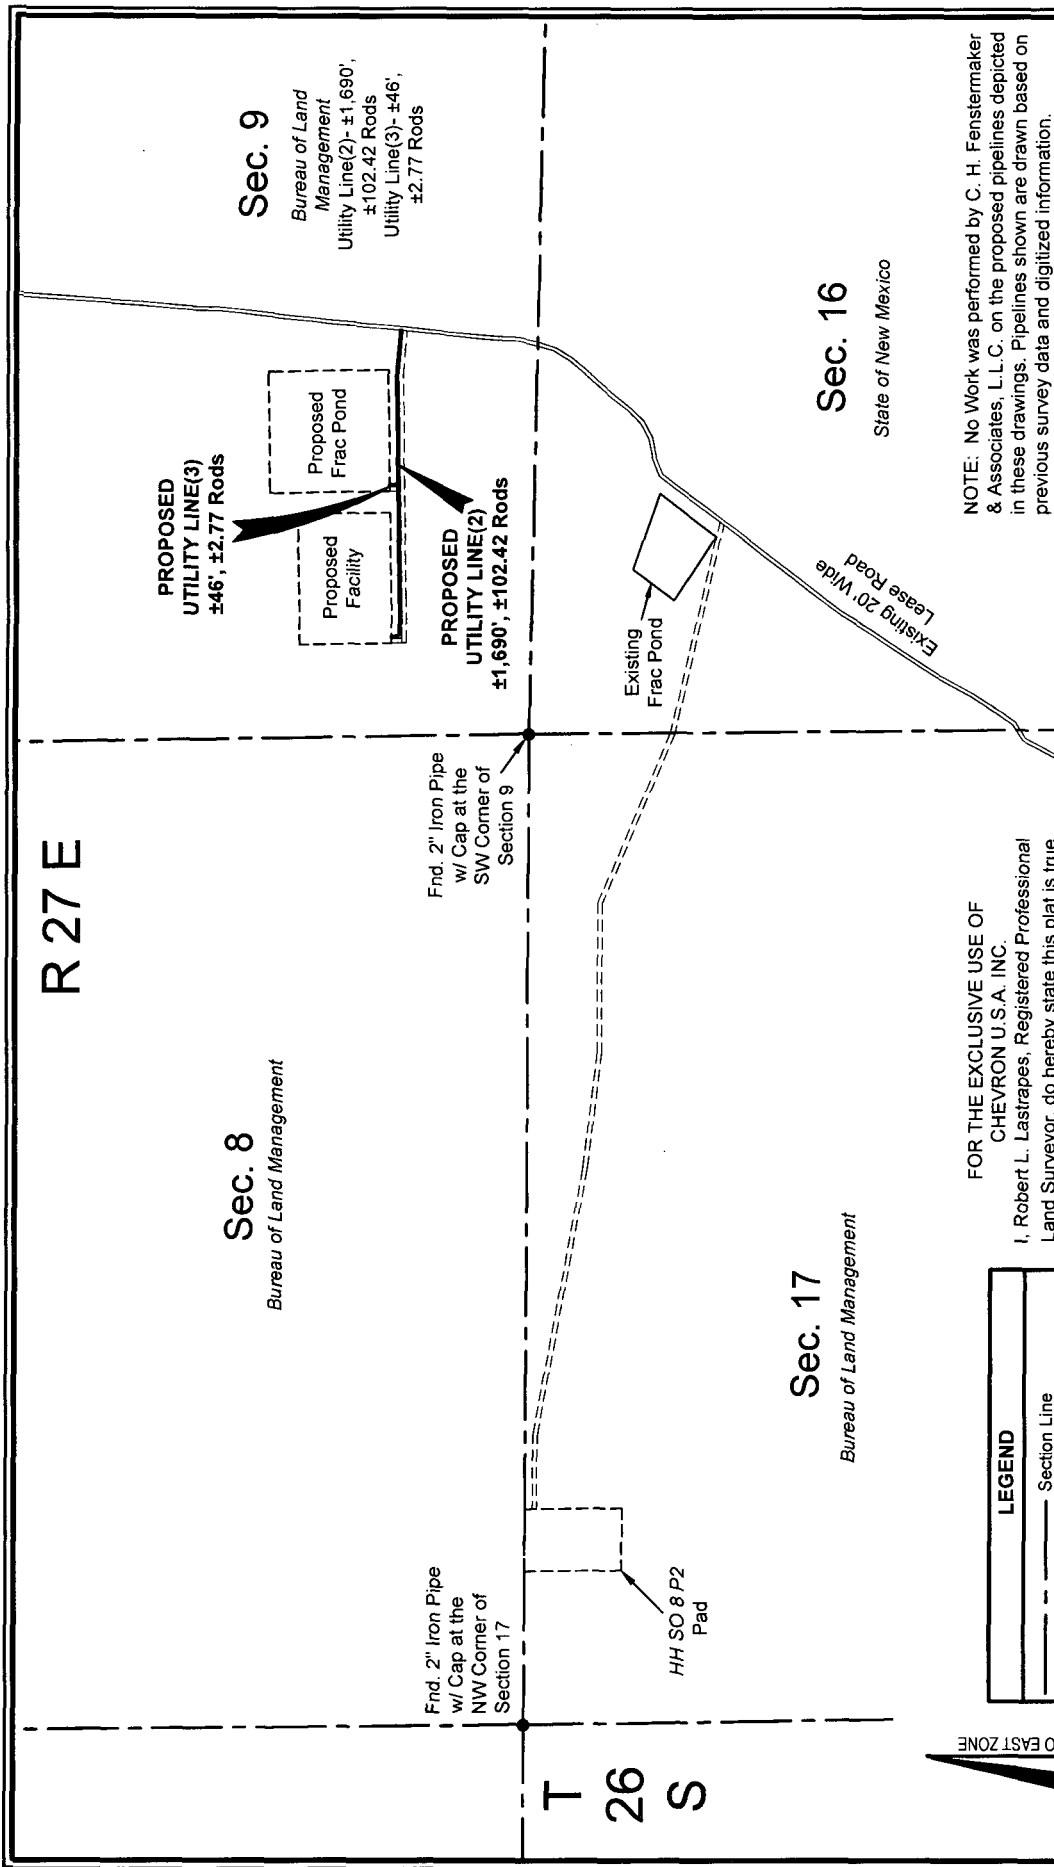 R 27 E
T
26
S
Sec. 8
Bureau of Land Management
Sec. 9
Bureau of Land
Management
Utility Line(2)- ±1,690',
±102.42 Rods
Utility Line(3)- ±46',
±2.77 Rods
PROPOSED
UTILITY LINE(3)
±46', ±2.77 Rods
Proposed
Facility
Proposed
Frac Pond
PROPOSED
UTILITY LINE(2)
±1,690', ±102.42 Rods
Fnd. 2" Iron Pipe
w/ Cap at the
NW Corner of
Section 17
Fnd. 2" Iron Pipe
w/ Cap at the
SW Corner of
Section 9
HH SO 8 P2
Pad
Existing
Frac Pond
Sec. 17
Bureau of Land Management
Sec. 16
State of New Mexico
Existing 20' Wide
Lease Road
O EAST ZONE
LEGEND
Section Line
FOR THE EXCLUSIVE USE OF
CHEVRON U.S.A. INC.
I, Robert L. Lastrapes, Registered Professional
Land Surveyor, do hereby state this plat is true
NOTE: No Work was performed by C. H. Fenstermaker
& Associates, L.L.C. on the proposed pipelines depicted
in these drawings. Pipelines shown are drawn based on
previous survey data and digitized information.